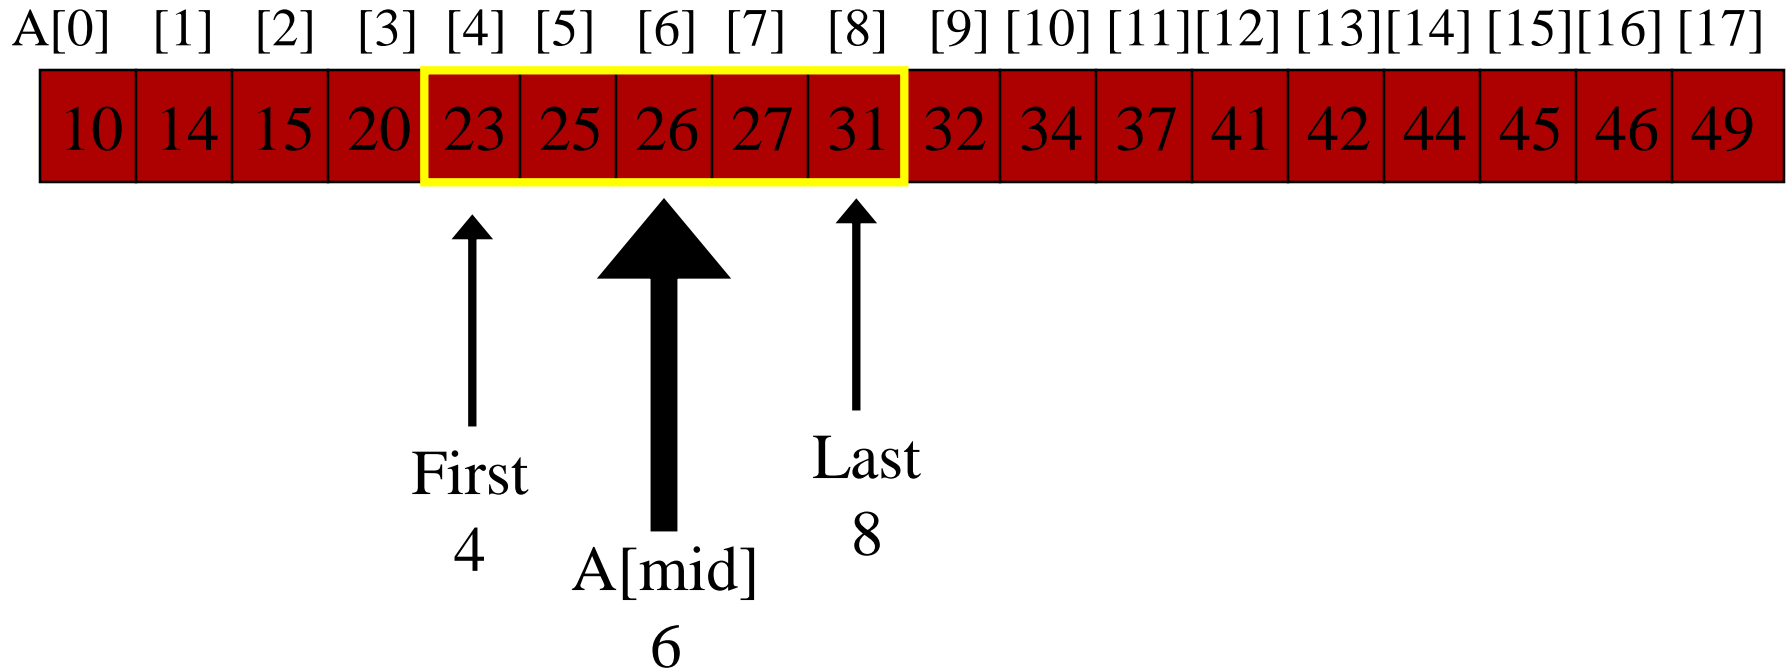 A[0] [1] [2] [3] [4] [5] [6] [7] [8] [9] [10] [11] [12] [13] [14] [15] [16] [17]
10 14 15 20 23 25 26 27 31 32 34 37 41 42 44 45 46 49
First
4
A[mid]
6
Last
8